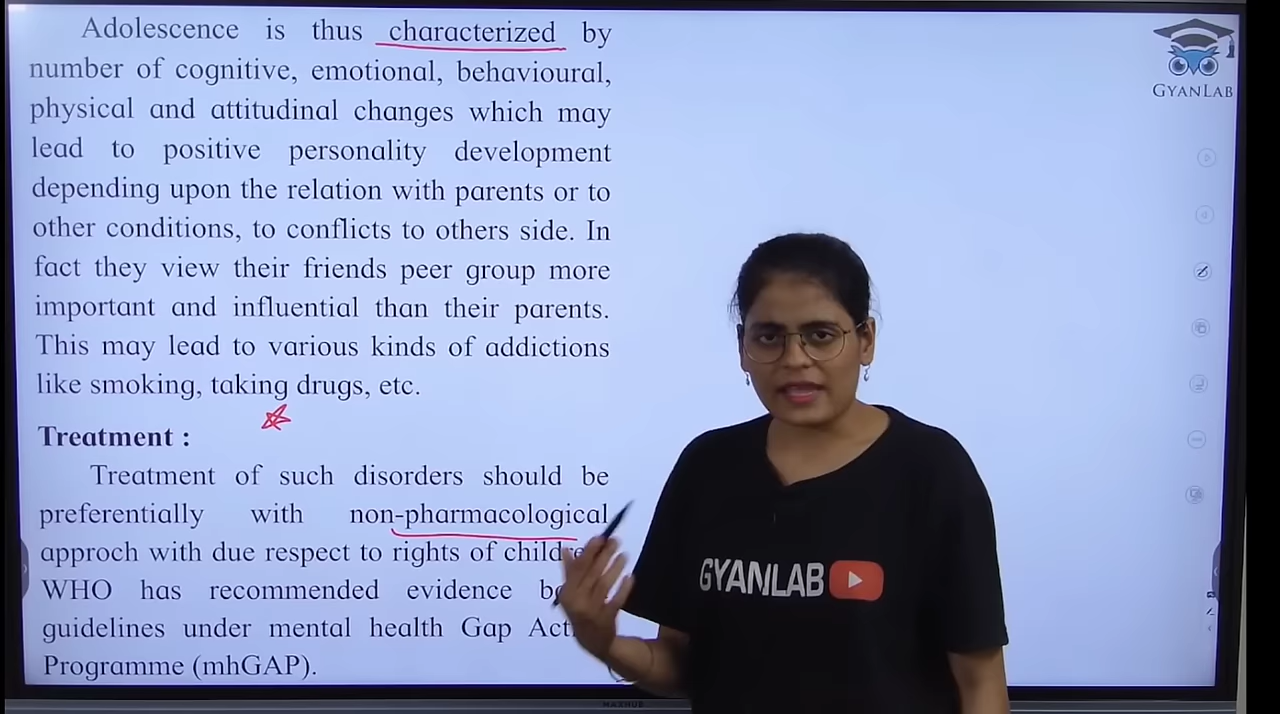 Adolescence is thus characterized by
number of cognitive, emotional, behavioural,
physical and attitudinal changes which may
lead to positive personality development
depending upon the relation with parents or to
other conditions, to conflicts to others side. In
fact they view their friends peer group more
important and influential than their parents.
This may lead to various kinds of addictions
like smoking, taking drugs, etc.
Treatment :
Treatment of such disorders should be
preferentially with non-pharmacological
approch with due respect to rights of
WHO has recommended evidence
guidelines under mental health Gap
Programme (mhGAP).
GYANLAB
GYANLAB
MAXHUB